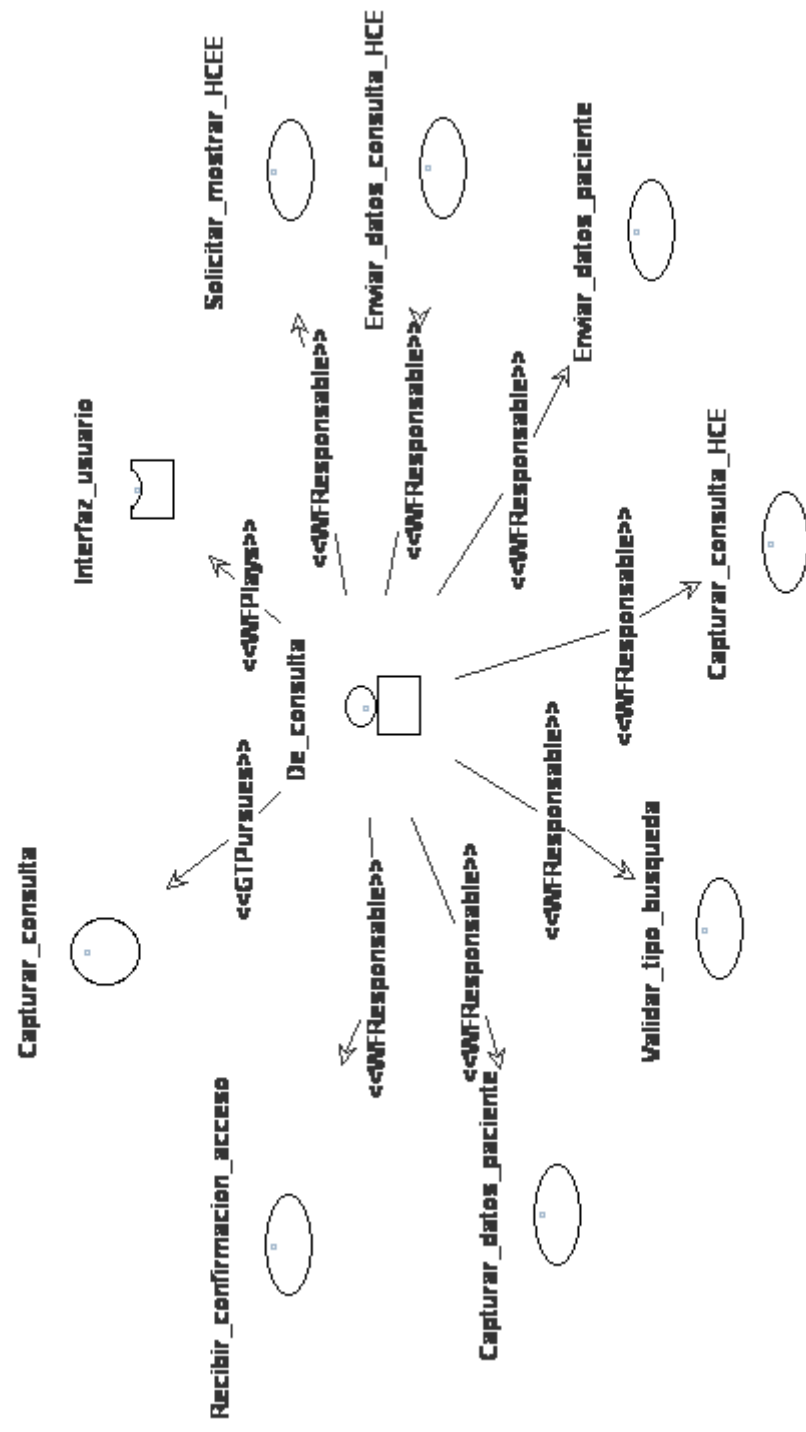 Capturar_consulta
Interfaz_usuario
<<GTPursues>>
<<WFPlays>>
Solicitar_mostrar_HCEE
Recibir_confirmacion_acceso
De_consulta
<<WFResponsable>>
<<WFResponsable>>
Enviar_datos_consulta_HCE
<<WFResponsable>>
<<WFResponsable>>
Capturar_datos_paciente
<<WFResponsable>>
<<WFResponsable>>
Enviar_datos_paciente
<<WFResponsable>>
Validar_tipo_busqueda
Capturar_consulta_HCE